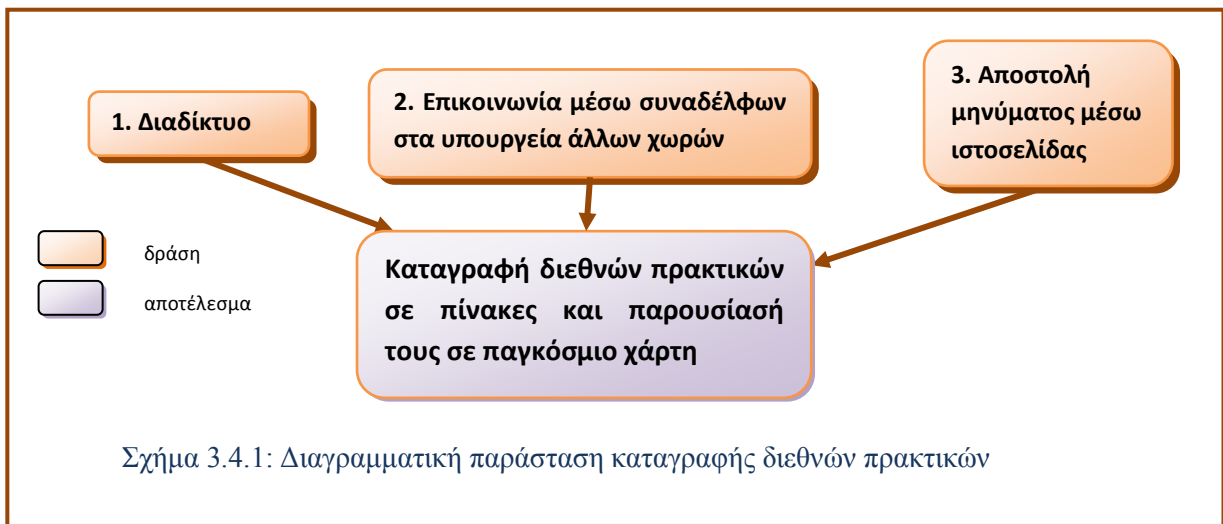 1. Διαδίκτυο
2. Επικοινωνία μέσω συναδέλφων
στα υπουργεία άλλων χωρών
3. Αποστολή
μηνύματος μέσω
ιστοσελίδας
δράση
αποτέλεσμα
Καταγραφή διεθνών πρακτικών
σε πίνακες και παρουσίασή
τους σε παγκόσμιο χάρτη
Σχήμα 3.4.1: Διαγραμματική παράσταση καταγραφής διεθνών πρακτικών